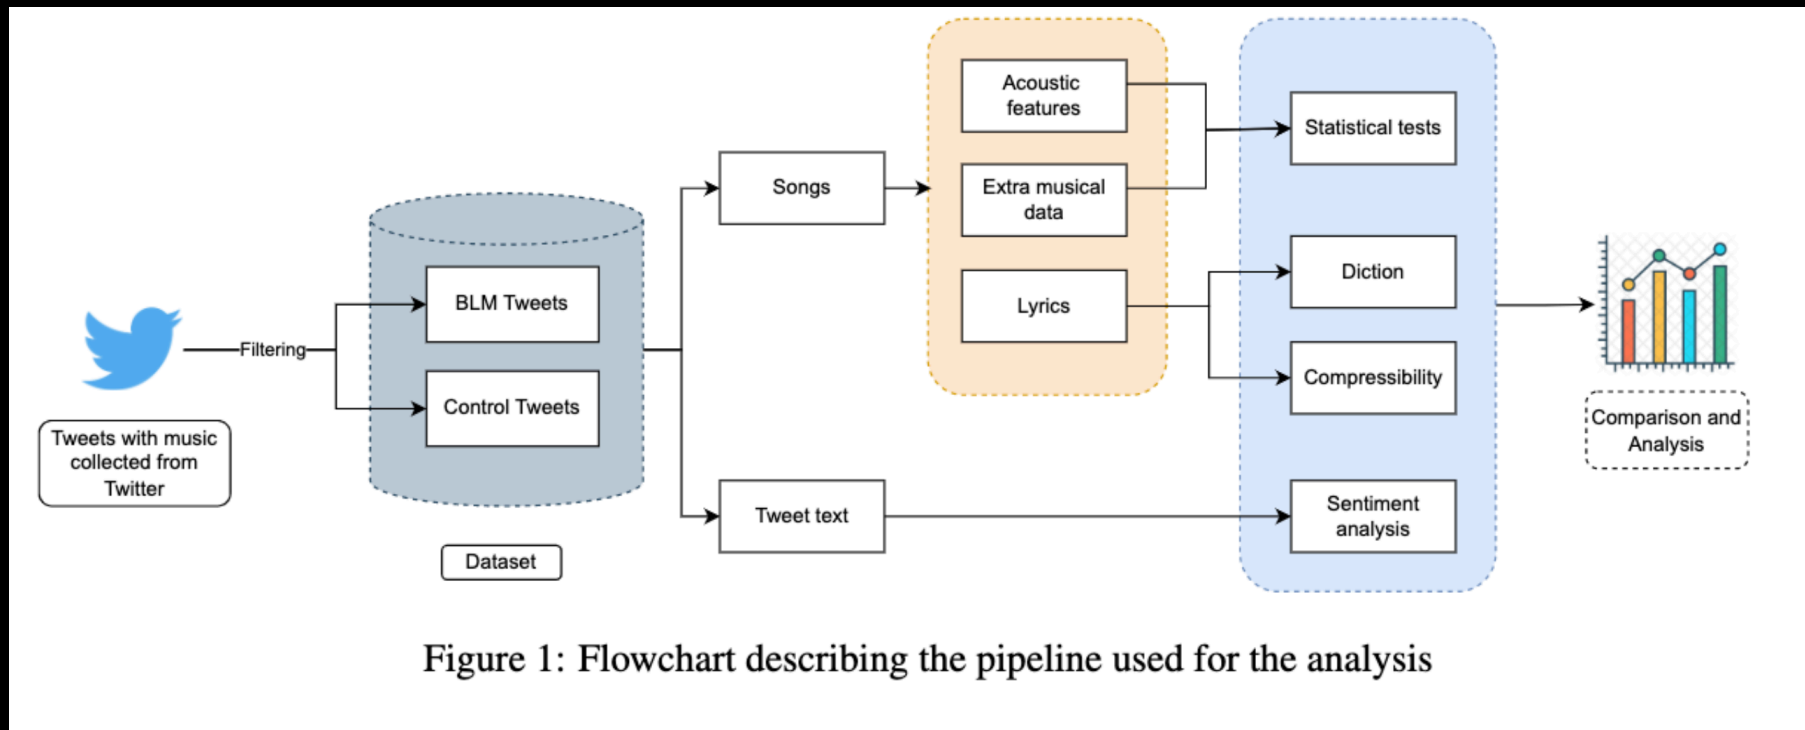 Tweets with music
collected from
Twitter
Filtering
BLM Tweets
Control Tweets
Dataset
Songs
Tweet text
Acoustic
features
Extra musical
data
Lyrics
Statistical tests
Diction
Compressibility
Sentiment
analysis
Comparison and
Analysis
Figure 1: Flowchart describing the pipeline used for the analysis